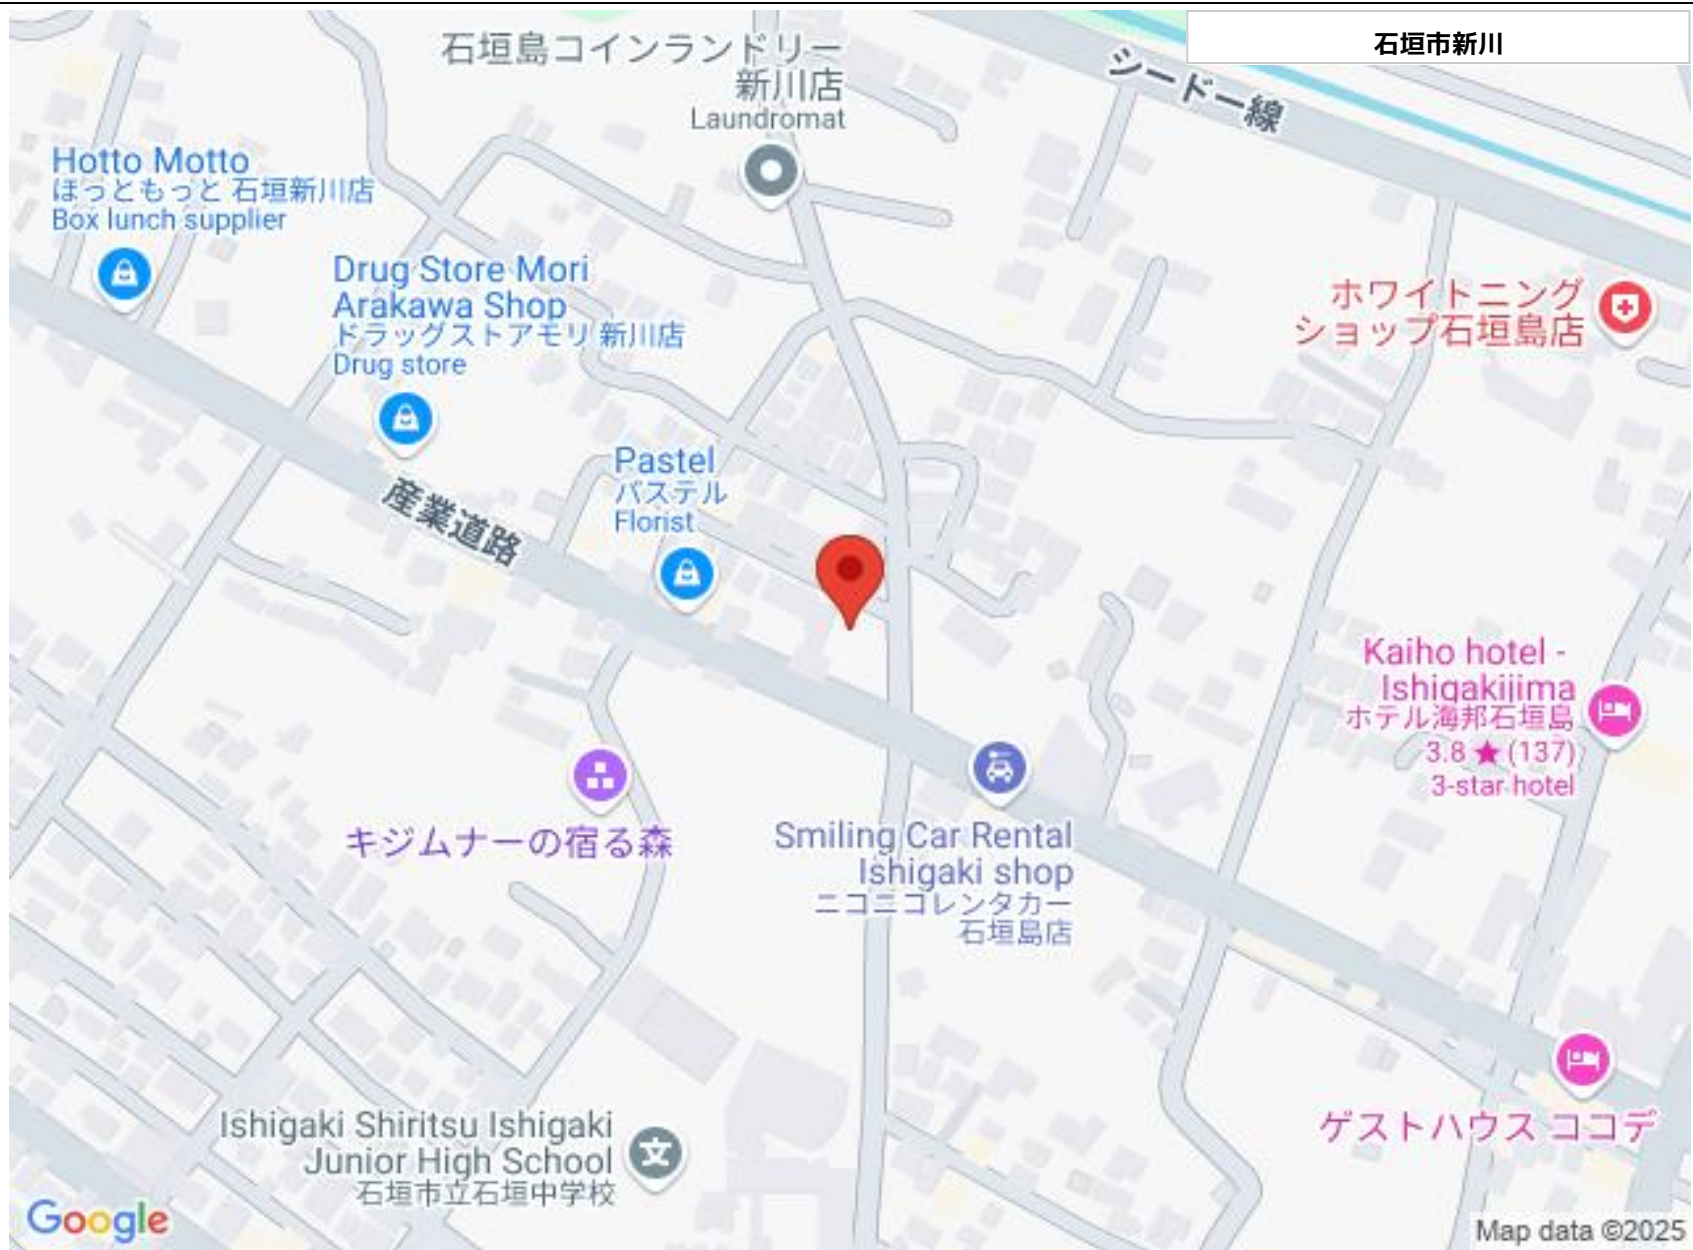 石垣市新川
石垣島コインランドリー
新川店
Laundromat
シードー線
Hotto Motto
ほっともっと 石垣新川店
Box lunch supplier
Drug Store Mori
Arakawa Shop
ドラッグストアモリ 新川店
Drug store
ホワイトニング
ショップ石垣島店
Pastel
パステル
Florist
産業道路
Kaiho hotel -
Ishigakijima
ホテル海邦石垣島
3.8 ★ (137)
3-star hotel
キジムナーの宿る森
Smiling Car Rental
Ishigaki shop
ニコニコレンタカー
石垣島店
ゲストハウス ココデ
Ishigaki Shiritsu Ishigaki
Junior High School
石垣市立石垣中学校
文
Google
Map data ©2025